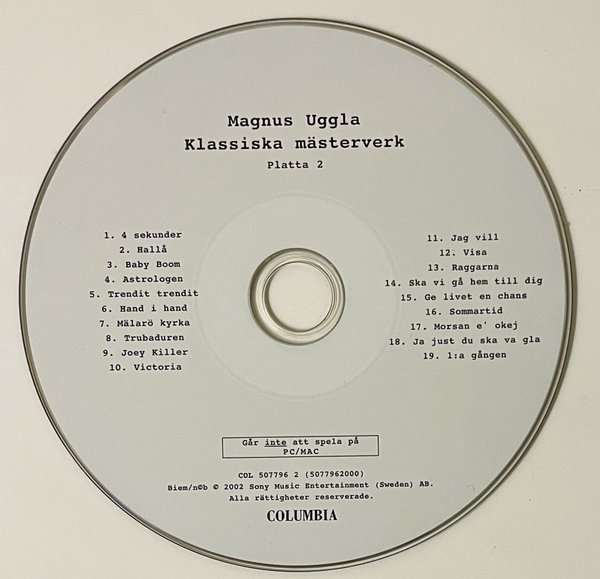 Magnus Uggla
Klassiska mästerverk
Platta 2
1. 4 sekunder
2. Hallå
3. Baby Boom
4. Astrologen
5. Trendit trendit
6. Hand i hand
7. Mälarö kyrka
8. Trubaduren
9. Joey Killer
10. Victoria
11. Jag vill
12. Visa
13. Raggarna
14. Ska vi gå hem till dig
15. Ge livet en chans
16. Sommartid
17. Morsan e' okej
18. Ja just du ska va gla
19. 1:a gången
Går inte att spela på
PC/MAC
COL 507796 2 (5077962000)
Biem/n©b © 2002 Sony Music Entertainment (Sweden) AB.
Alla rättigheter reserverade.
COLUMBIA